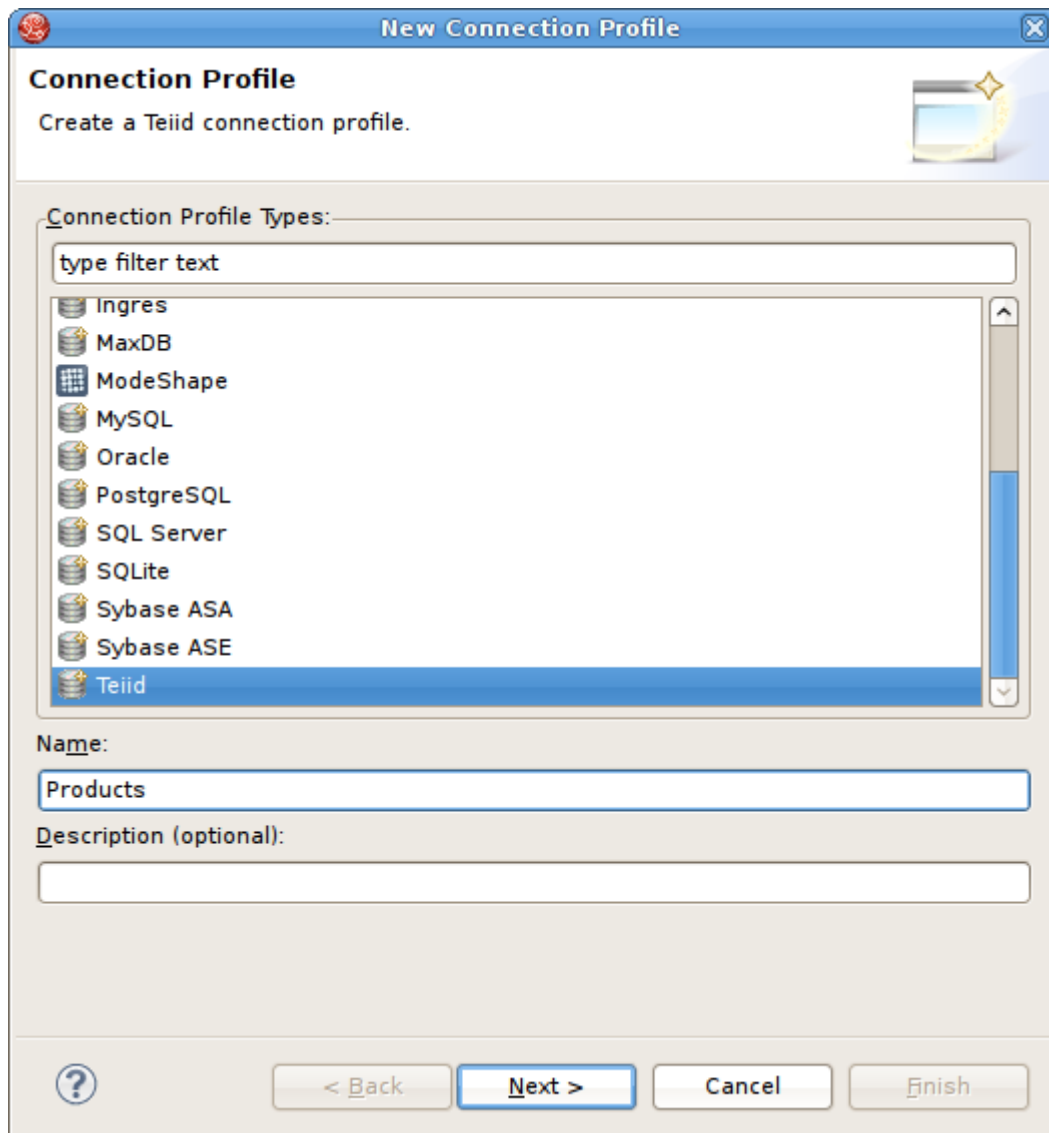 New Connection Profile
Connection Profile
Create a Teiid connection profile.
Connection Profile Types:
type filter text
Ingres
MaxDB
ModeShape
MySQL
Oracle
PostgreSQL
SQL Server
SQLite
Sybase ASA
Sybase ASE
Teiid
Name:
Products
Description (optional):
? < Back Next > Cancel Finish